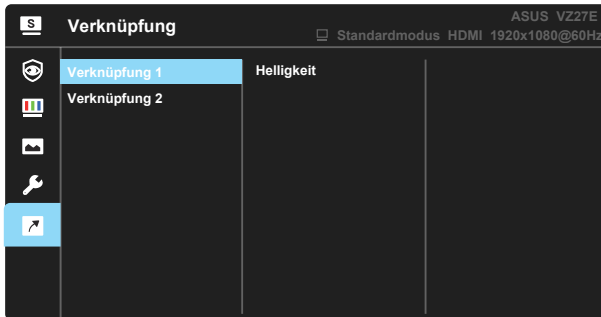 S
Verknüpfung
ASUS VZ27E
Standardmodus HDMI 1920x1080@60Hz
Verknüpfung 1
Helligkeit
Verknüpfung 2